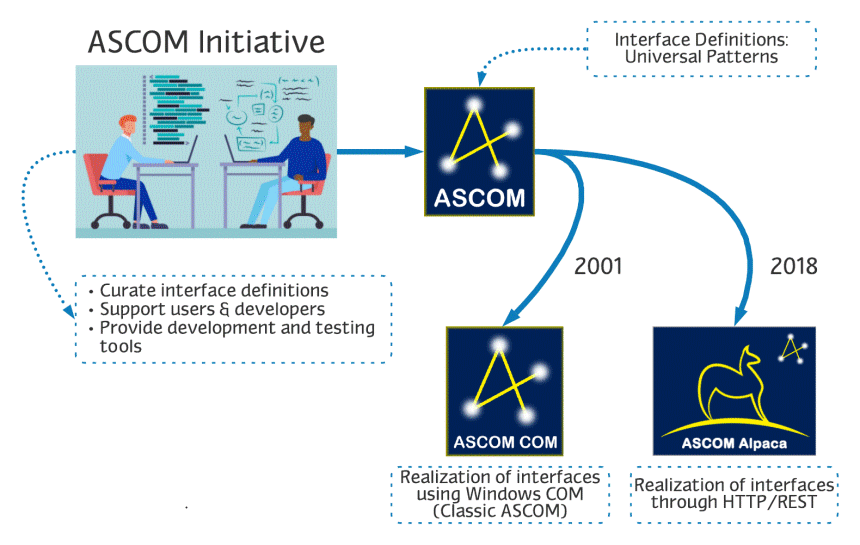 ASCOM Initiative
Interface Definitions:
Universal Patterns
ASCOM
• Curate interface definitions
• Support users & developers
• Provide development and testing
tools
2001
2018
ASCOM COM
ASCOM Alpaca
Realization of interfaces
using Windows COM
(Classic ASCOM)
Realization of interfaces
through HTTP/REST